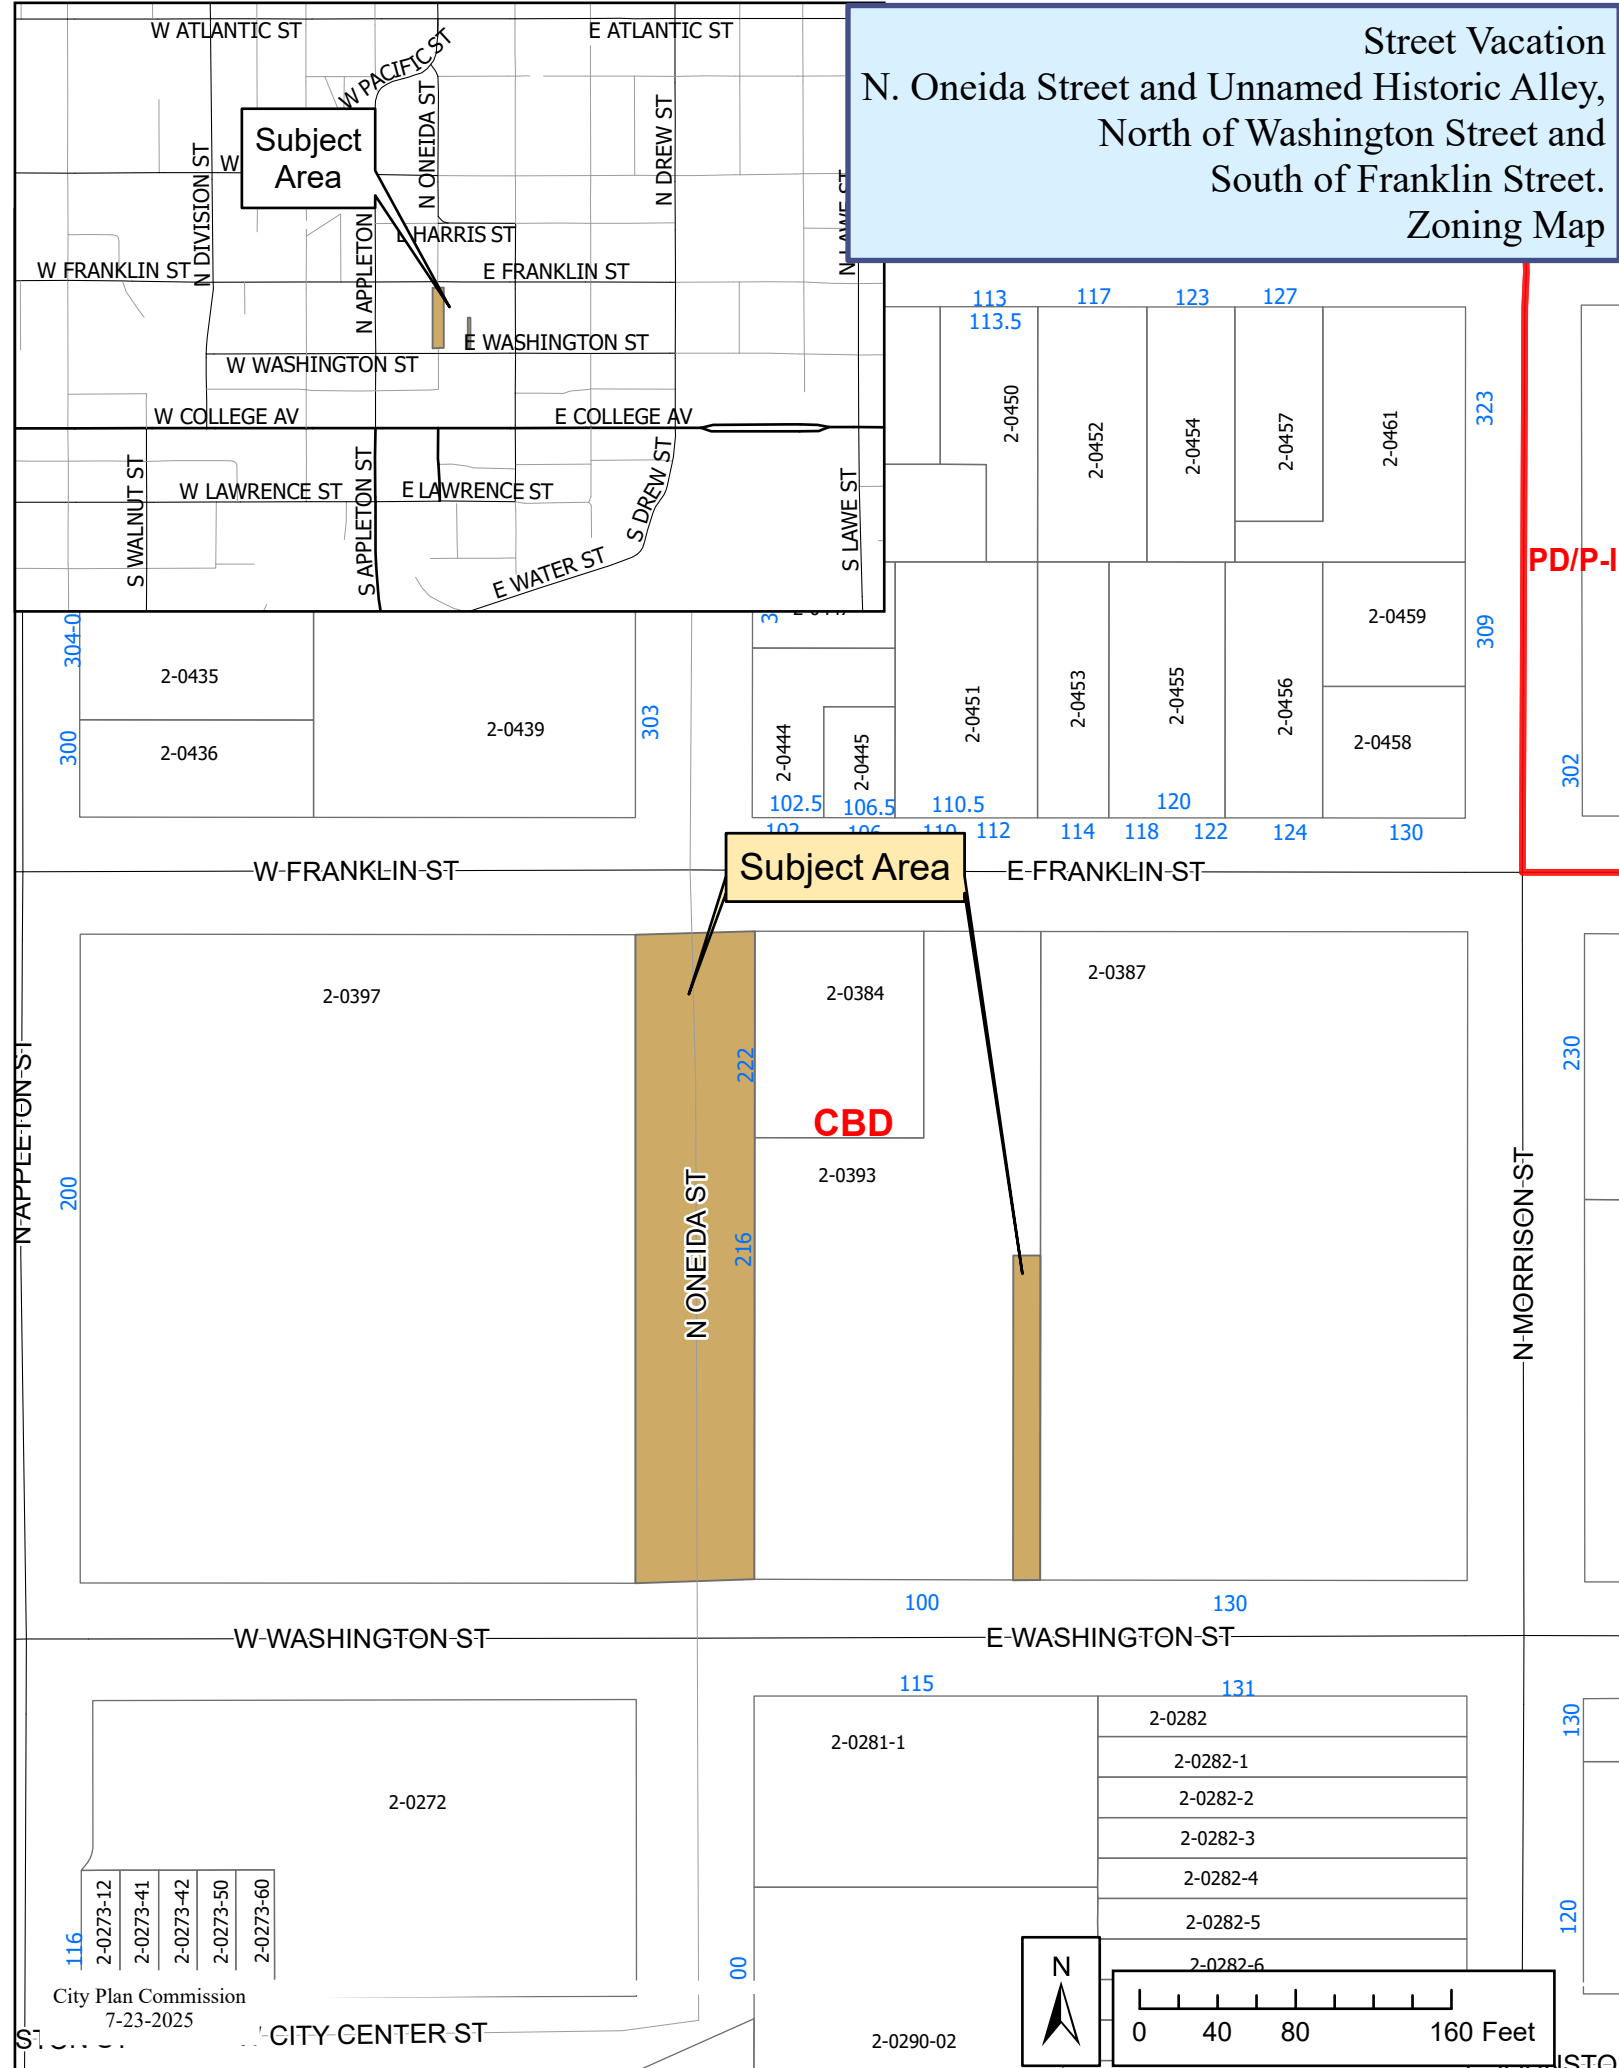 Street Vacation
N. Oneida Street and Unnamed Historic Alley,
North of Washington Street and
South of Franklin Street.
Zoning Map
W ATLANTIC ST
E ATLANTIC ST
W PACIFIC ST
N ONEIDA ST
N DREW ST
N DIVISION ST
W
Subject
Area
N APPLETON
E HARRIS ST
N LAWE ST
W FRANKLIN ST
E FRANKLIN ST
E WASHINGTON ST
W WASHINGTON ST
W COLLEGE AV
E COLLEGE AV
S WALNUT ST
W LAWRENCE ST
S APPLETON ST
E LAWRENCE ST
S DREW ST
S LAWE ST
E WATER ST
113
117
123
127
113.5
2-0450
2-0452
2-0454
2-0457
2-0461
323
PD/P-I
304-0
2-0435
2-0459
309
300
2-0436
2-0439
303
2-0444
2-0445
2-0451
2-0453
2-0455
2-0456
2-0458
302
102.5
106.5
110.5
120
102
106
110
112
114
118
122
124
130
W FRANKLIN ST
Subject Area
E FRANKLIN ST
2-0397
2-0384
2-0387
N APPLETON ST
222
230
CBD
2-0393
200
N ONEIDA ST
216
N MORRISON ST
100
130
W WASHINGTON ST
E WASHINGTON ST
115
131
2-0281-1
2-0282
130
2-0282-1
2-0272
2-0282-2
2-0282-3
2-0282-4
2-0273-12
2-0273-41
2-0273-42
2-0273-50
2-0273-60
2-0282-5
120
116
00
2-0282-6
N
City Plan Commission
7-23-2025
0 40 80 160 Feet
CITY CENTER ST
2-0290-02